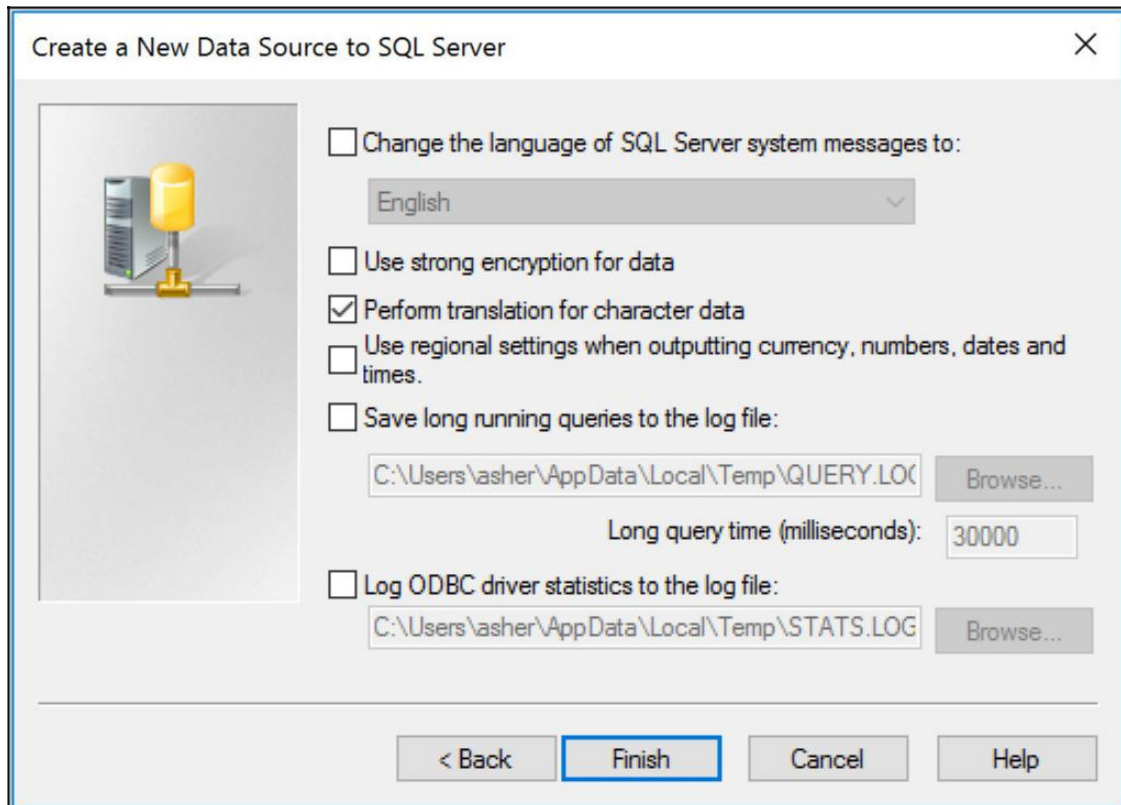 Create a New Data Source to SQL Server
Change the language of SQL Server system messages to:
English
Use strong encryption for data
Perform translation for character data
Use regional settings when outputting currency, numbers, dates and
times.
Save long running queries to the log file:
C:\Users\asher\AppData\Local\Temp\QUERY.LO(
Browse...
Long query time (milliseconds):
30000
Log ODBC driver statistics to the log file:
C:\Users\asher\AppData\Local\Temp\STATS.LOG
Browse...
< Back
Finish
Cancel
Help